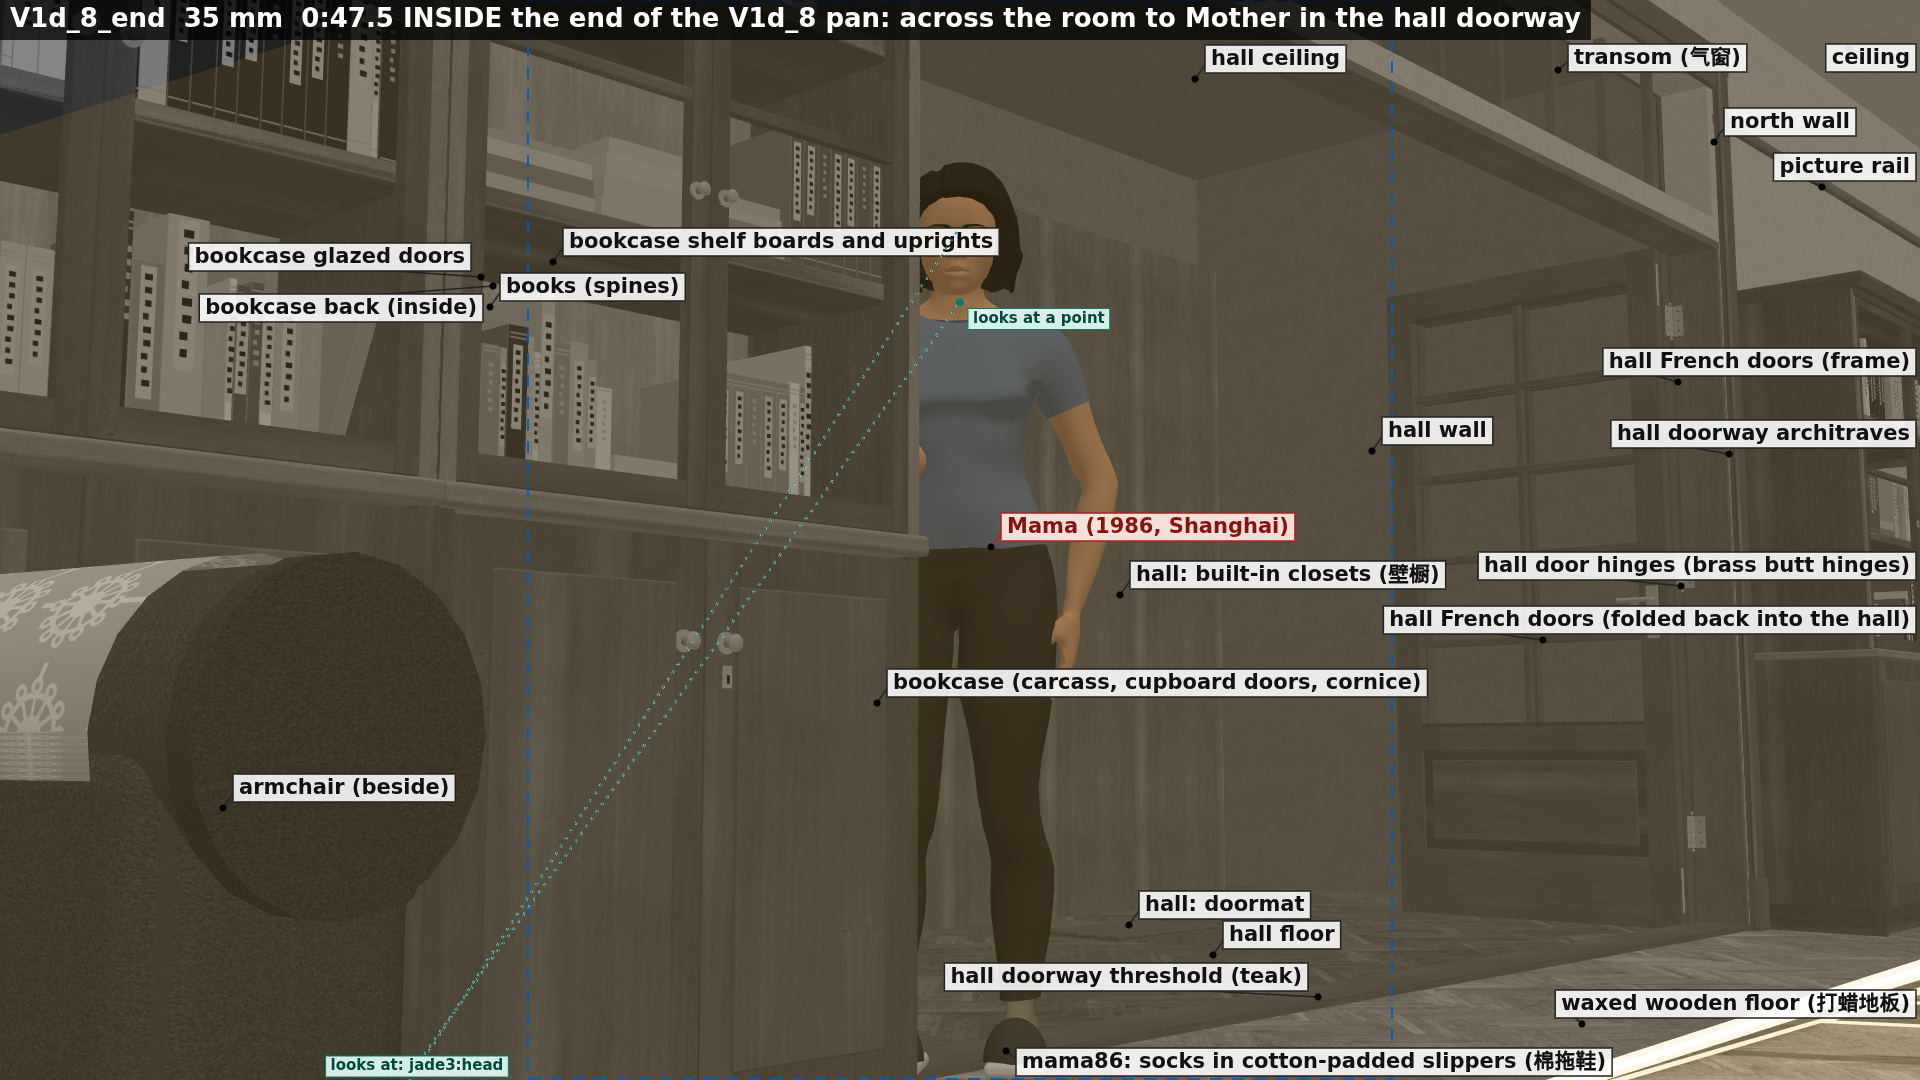 V1d_8_end 35 mm 0:47.5 INSIDE the end of the V1d_8 pan: across the room to Mother in the hall doorway
hall ceiling
transom (气窗)
ceiling
north wall
picture rail
bookcase shelf boards and uprights
bookcase glazed doors
books (spines)
bookcase back (inside)
looks at a point
hall French doors (frame)
hall wall
hall doorway architraves
Mama (1986, Shanghai)
hall: built-in closets (壁橱)
hall door hinges (brass butt hinges)
hall French doors (folded back into the hall)
bookcase (carcass, cupboard doors, cornice)
armchair (beside)
hall: doormat
hall floor
hall doorway threshold (teak)
waxed wooden floor (打蜡地板)
looks at: jade3:head
mama86: socks in cotton-padded slippers (棉拖鞋)